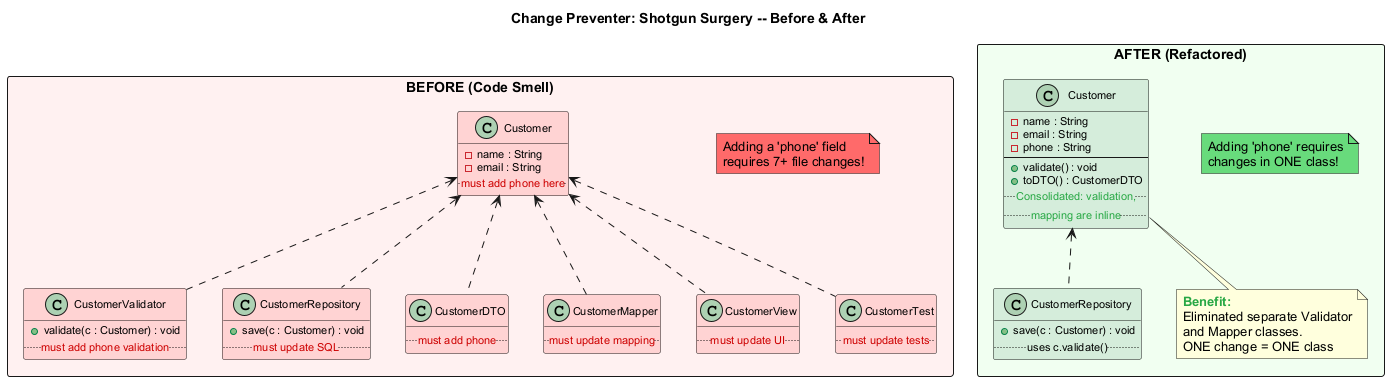 Change Preventer: Shotgun Surgery -- Before & After
BEFORE (Code Smell)
C Customer
name : String
email : String
must add phone here
Adding a 'phone' field
requires 7+ file changes!
C CustomerValidator
validate(c : Customer) : void
must add phone validation
C CustomerRepository
save(c : Customer) : void
must update SQL
C CustomerDTO
must add phone
C CustomerMapper
must update mapping
C CustomerView
must update UI
C CustomerTest
must update tests
AFTER (Refactored)
C Customer
name : String
email : String
phone : String
validate() : void
toDTO() : CustomerDTO
Consolidated: validation,
mapping are inline
Adding 'phone' requires
changes in ONE class!
C CustomerRepository
save(c : Customer) : void
uses c.validate()
Benefit:
Eliminated separate Validator
and Mapper classes.
ONE change = ONE class